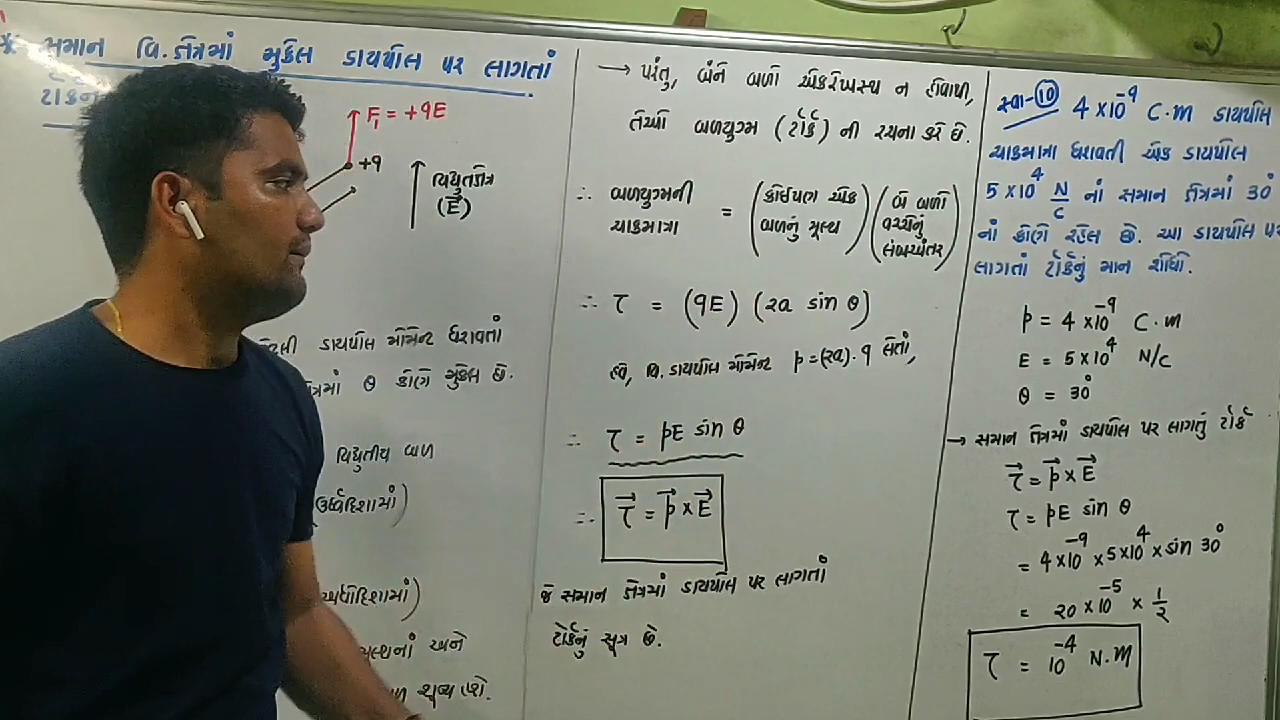 * સમાન વિ. ક્ષેત્રમાં મુકેલ ડાયપોલ પર લાગતાં
F₁ = +qE
+q
વિદ્યુતક્ષેત્ર
(E⃗)
ડાયપોલ મોમેન્ટ ધરાવતાં
θ કોણે મુકેલ છે.
વિદ્યુતીય બળ
(ઉર્ધ્વદિશામાં)
અધોદિશામાં)
અને
શૂન્ય થશે.
→ પરંતુ, બંને બળો એકરેખસ્થ ન હોવાથી,
તેઓ બળયુગ્મ (ટોર્ક) ની રચના કરે છે.
∴ બળયુગ્મની ચાકમાત્રા = (કોઈપણ એક બળનું મૂલ્ય) (બે બળો વચ્ચેનું લંબઅંતર)
∴ τ = (qE) (2a sin θ)
હવે, વિ. ડાયપોલ મોમેન્ટ p = (2a)·q લેતાં,
∴ τ = pE sin θ
∴ τ⃗ = p⃗ × E⃗
જે સમાન ક્ષેત્રમાં ડાયપોલ પર લાગતાં
ટોર્કનું સૂત્ર છે.
સ્વા-10 4 × 10⁻⁹ C.m ડાયપોલ
ચાકમાત્રા ધરાવતી એક ડાયપોલ
5 × 10⁴ N/C નાં સમાન ક્ષેત્રમાં 30°
નાં કોણે રહેલ છે. આ ડાયપોલ પર
લાગતાં ટોર્કનું માન શોધો.
p = 4 × 10⁻⁹ C.m
E = 5 × 10⁴ N/C
θ = 30°
→ સમાન ક્ષેત્રમાં ડાયપોલ પર લાગતું ટોર્ક
τ⃗ = p⃗ × E⃗
τ = pE sin θ
= 4 × 10⁻⁹ × 5 × 10⁴ × sin 30°
= 20 × 10⁻⁵ × 1/2
τ = 10⁻⁴ N.m